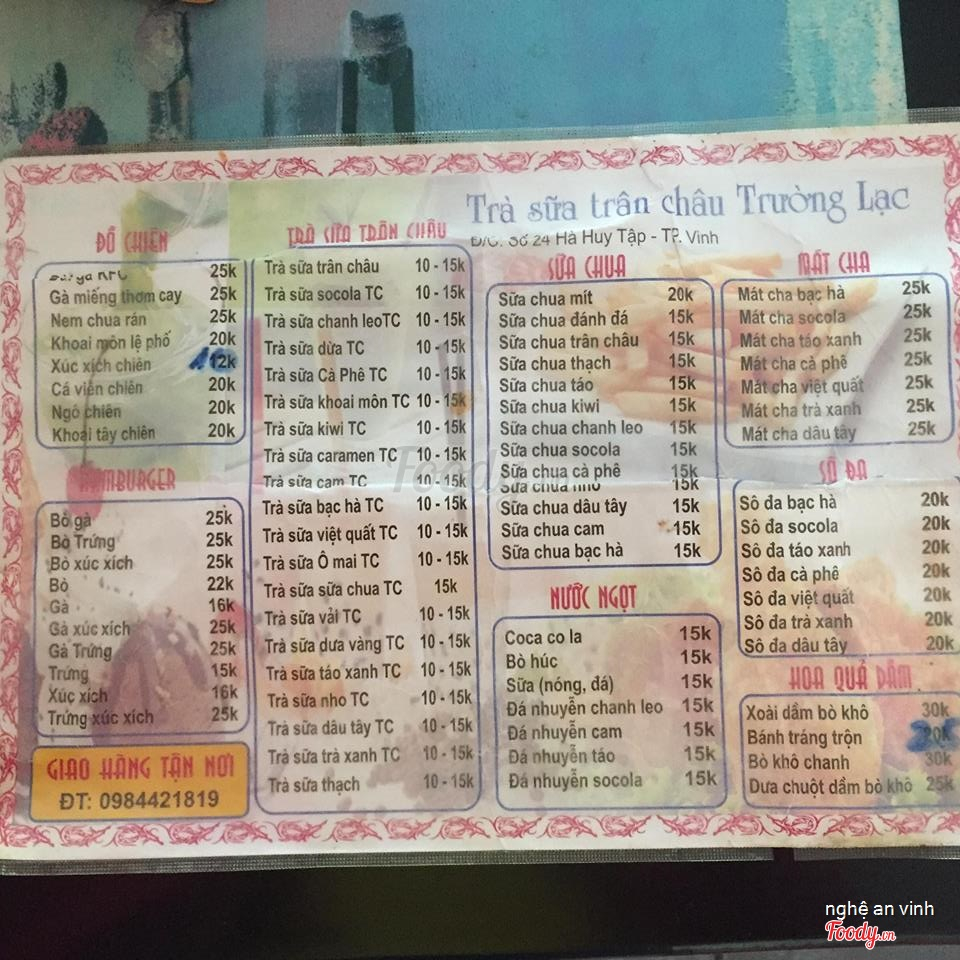 Trà sữa trân châu Trường Lạc
Đ/C: Số 24 Hà Huy Tập - TP. Vinh
ĐỒ CHIÊN
25k
Gà miếng thơm cay 25k
Nem chua rán 25k
Khoai môn lệ phố 20k
Xúc xích chiên 12k
Cá viên chiên 20k
Ngó chiên 20k
Khoai tây chiên 20k
HAMBURGER
Bò gà 25k
Bò Trứng 25k
Bò xúc xích 25k
Bò 22k
Gà 16k
Gà xúc xích 25k
Gà Trứng 25k
Trứng 15k
Xúc xích 16k
Trứng xúc xích 25k
GIAO HÀNG TẬN NƠI
ĐT: 0984421819
TRÀ SỮA TRÂN CHÂU
Trà sữa trân châu 10 - 15k
Trà sữa socola TC 10 - 15k
Trà sữa chanh leoTC 10 - 15k
Trà sữa dừa TC 10 - 15k
Trà sữa Cà Phê TC 10 - 15k
Trà sữa khoai môn TC 10 - 15k
Trà sữa kiwi TC 10 - 15k
Trà sữa caramen TC 10 - 15k
Trà sữa cam TC 10 - 15k
Trà sữa bạc hà TC 10 - 15k
Trà sữa việt quất TC 10 - 15k
Trà sữa Ô mai TC 10 - 15k
Trà sữa sữa chua TC 15k
Trà sữa vải TC 10 - 15k
Trà sữa dưa vàng TC 10 - 15k
Trà sữa táo xanh TC 10 - 15k
Trà sữa nho TC 10 - 15k
Trà sữa dâu tây TC 10 - 15k
Trà sữa trà xanh TC 10 - 15k
Trà sữa thạch 10 - 15k
SỮA CHUA
Sữa chua mít 20k
Sữa chua đánh đá 15k
Sữa chua trân châu 15k
Sữa chua thạch 15k
Sữa chua táo 15k
Sữa chua kiwi 15k
Sữa chua chanh leo 15k
Sữa chua socola 15k
Sữa chua cà phê 15k
Sữa chua nho 15k
Sữa chua dâu tây 15k
Sữa chua cam 15k
Sữa chua bạc hà 15k
NƯỚC NGỌT
Coca co la 15k
Bò húc 15k
Sữa (nóng, đá) 15k
Đá nhuyễn chanh leo 15k
Đá nhuyễn cam 15k
Đá nhuyễn táo 15k
Đá nhuyễn socola 15k
MÁT CHA
Mát cha bạc hà 25k
Mát cha socola 25k
Mát cha táo xanh 25k
Mát cha cà phê 25k
Mát cha việt quất 25k
Mát cha trà xanh 25k
Mát cha dâu tây 25k
SÔ ĐA
Sô đa bạc hà 20k
Sô đa socola 20k
Sô đa táo xanh 20k
Sô đa cà phê 20k
Sô đa việt quất 20k
Sô đa trà xanh 20k
Sô đa dâu tây 20k
HOA QUẢ DẦM
Xoài dầm bò khô 30k
Bánh tráng trộn 20k
Bò khô chanh 30k
Dưa chuột dầm bò khô 25k
Foody.vn
nghệ an vinh
Foody.vn